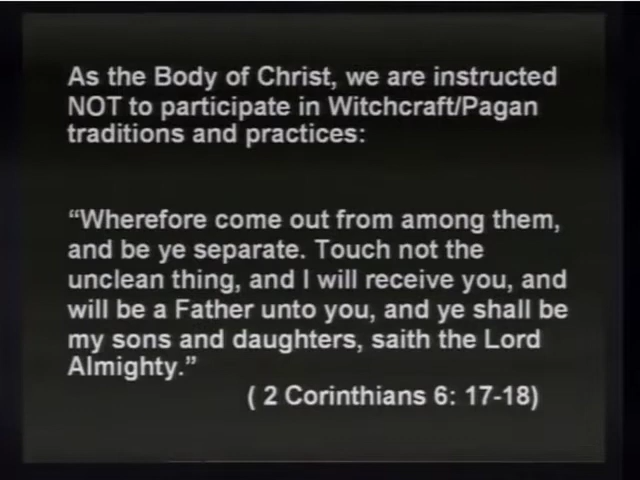 As the Body of Christ, we are instructed
NOT to participate in Witchcraft/Pagan
traditions and practices:
“Wherefore come out from among them,
and be ye separate. Touch not the
unclean thing, and I will receive you, and
will be a Father unto you, and ye shall be
my sons and daughters, saith the Lord
Almighty.”
( 2 Corinthians 6: 17-18)